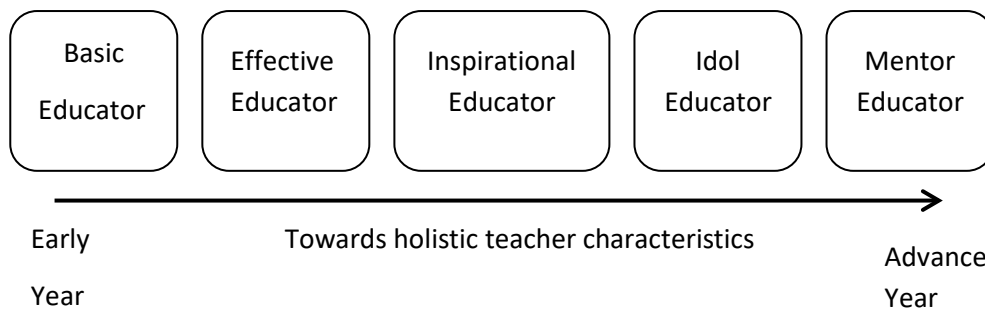 Basic
Educator
Effective
Educator
Inspirational
Educator
Idol
Educator
Mentor
Educator
Early
Year
Towards holistic teacher characteristics
Advance
Year